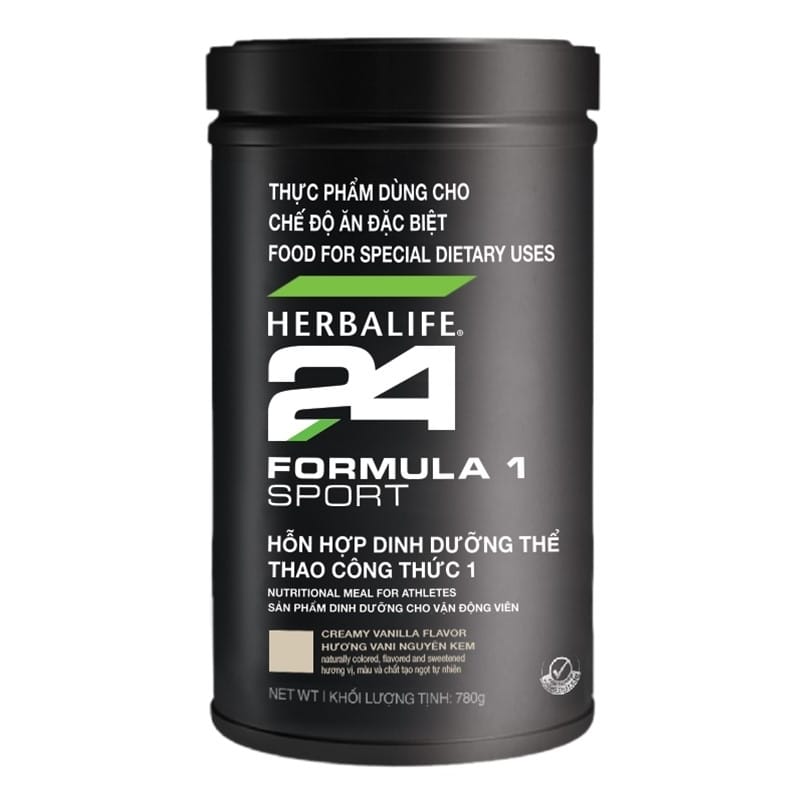 THỰC PHẨM DÙNG CHO
CHẾ ĐỘ ĂN ĐẶC BIỆT
FOOD FOR SPECIAL DIETARY USES
HERBALIFE®
24
FORMULA 1
SPORT
HỖN HỢP DINH DƯỠNG THỂ
THAO CÔNG THỨC 1
NUTRITIONAL MEAL FOR ATHLETES
SẢN PHẨM DINH DƯỠNG CHO VẬN ĐỘNG VIÊN
CREAMY VANILLA FLAVOR
HƯƠNG VANI NGUYÊN KEM
naturally colored, flavored and sweetened
hương vị, màu và chất tạo ngọt tự nhiên
NET WT | KHỐI LƯỢNG TỊNH: 780g